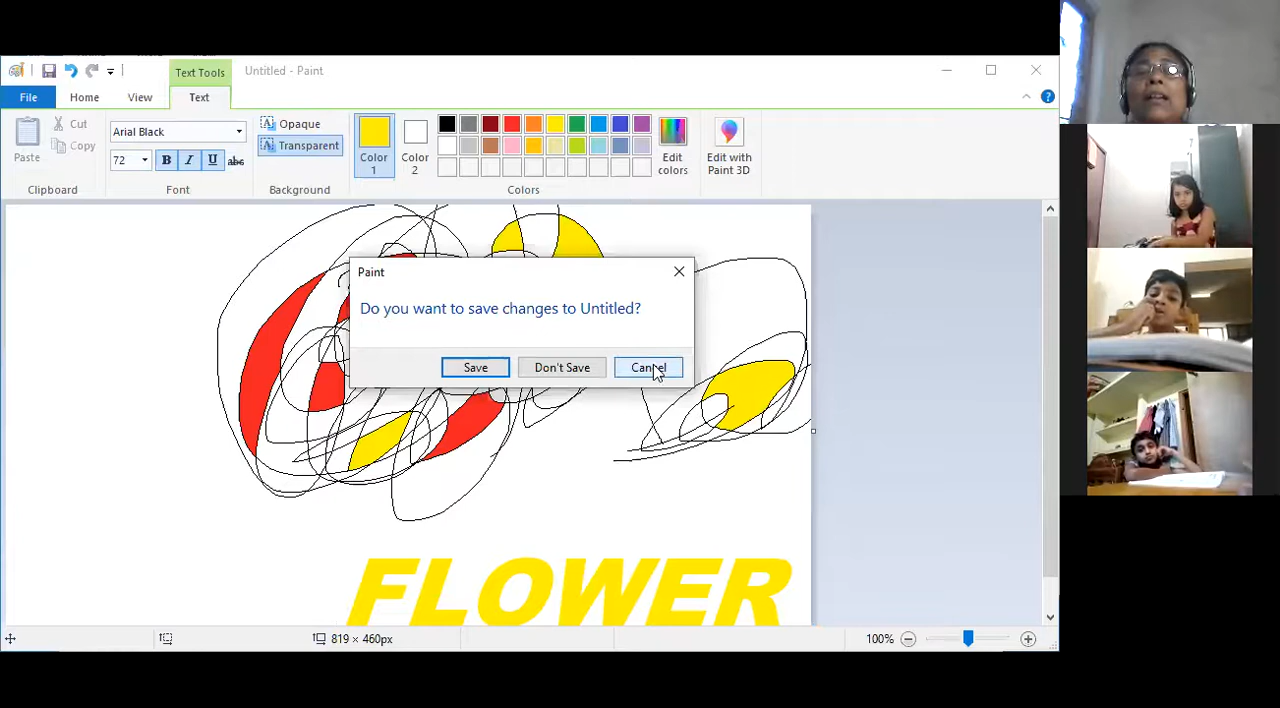 Text Tools
Untitled - Paint
File
Home
View
Text
Paste
Cut
Copy
Clipboard
Arial Black
72
B I U abc
Font
Opaque
Transparent
Background
Color 1
Color 2
Edit colors
Colors
Edit with Paint 3D
Paint
Do you want to save changes to Untitled?
Save
Don't Save
Cancel
FLOWER
819 × 460px
100%